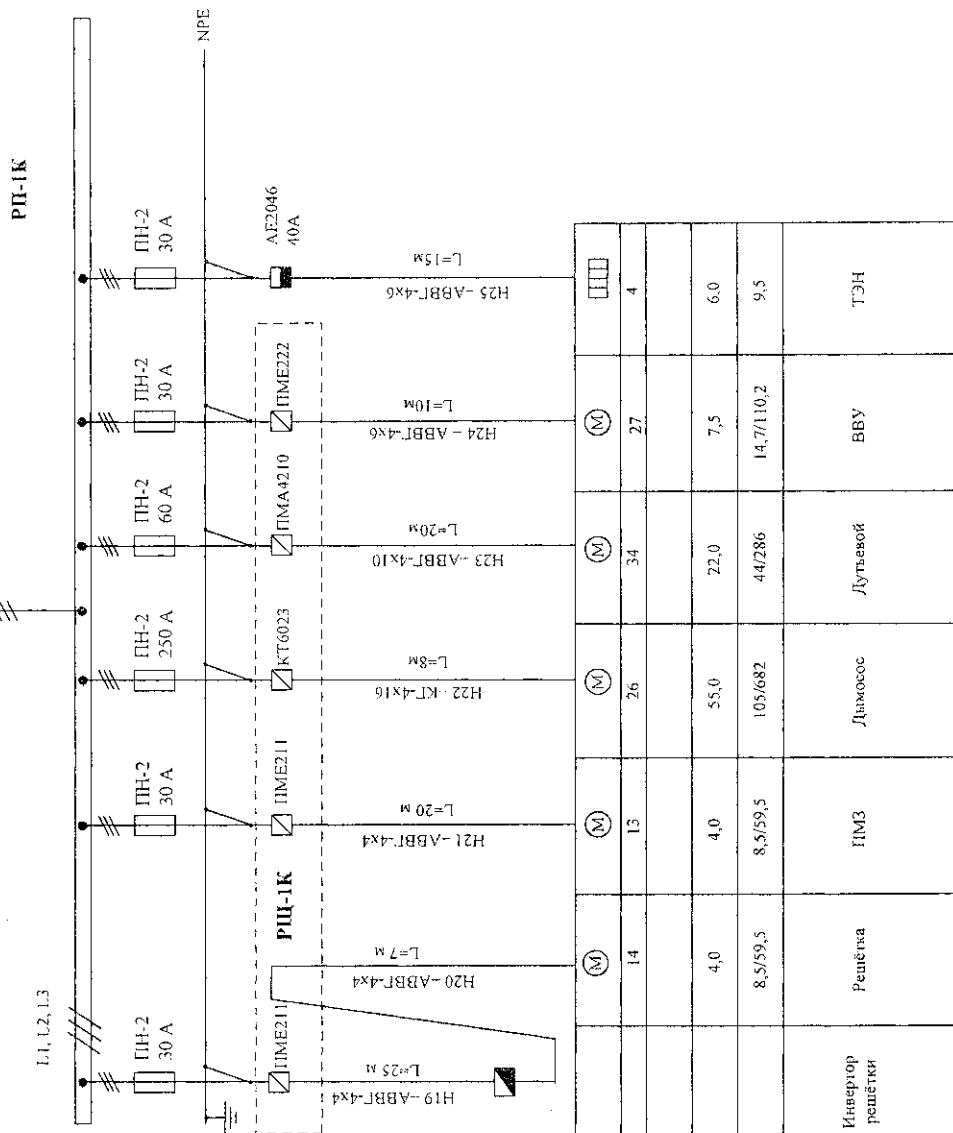 РП-1К
L1, L2, L3
NPE
ПН-2
30 А
ПН-2
30 А
ПН-2
250 А
ПН-2
60 А
ПН-2
30 А
ПН-2
30 А
РЩ-1К
ПМЕ211
ПМЕ211
КТ6023
ПМА4210
ПМЕ222
АЕ2046
40А
Н19-АВВГ-4х4
L=25 м
Н20-АВВГ-4х4
L=7 м
Н21-АВВГ-4х4
L=20 м
Н22-КГ-4х16
L=8м
Н23-АВВГ-4х10
L=20м
Н24-АВВГ-4х6
L=10м
Н25-АВВГ-4х6
L=15м
М М М М М
14 13 26 34 27 4
4,0 4,0 55,0 22,0 7,5 6,0
8,5/59,5 8,5/59,5 105/682 44/286 14,7/110,2 9,5
Инвертор
решётки
Решётка ПМЗ Дымосос Дутьевой ВВУ ТЭН